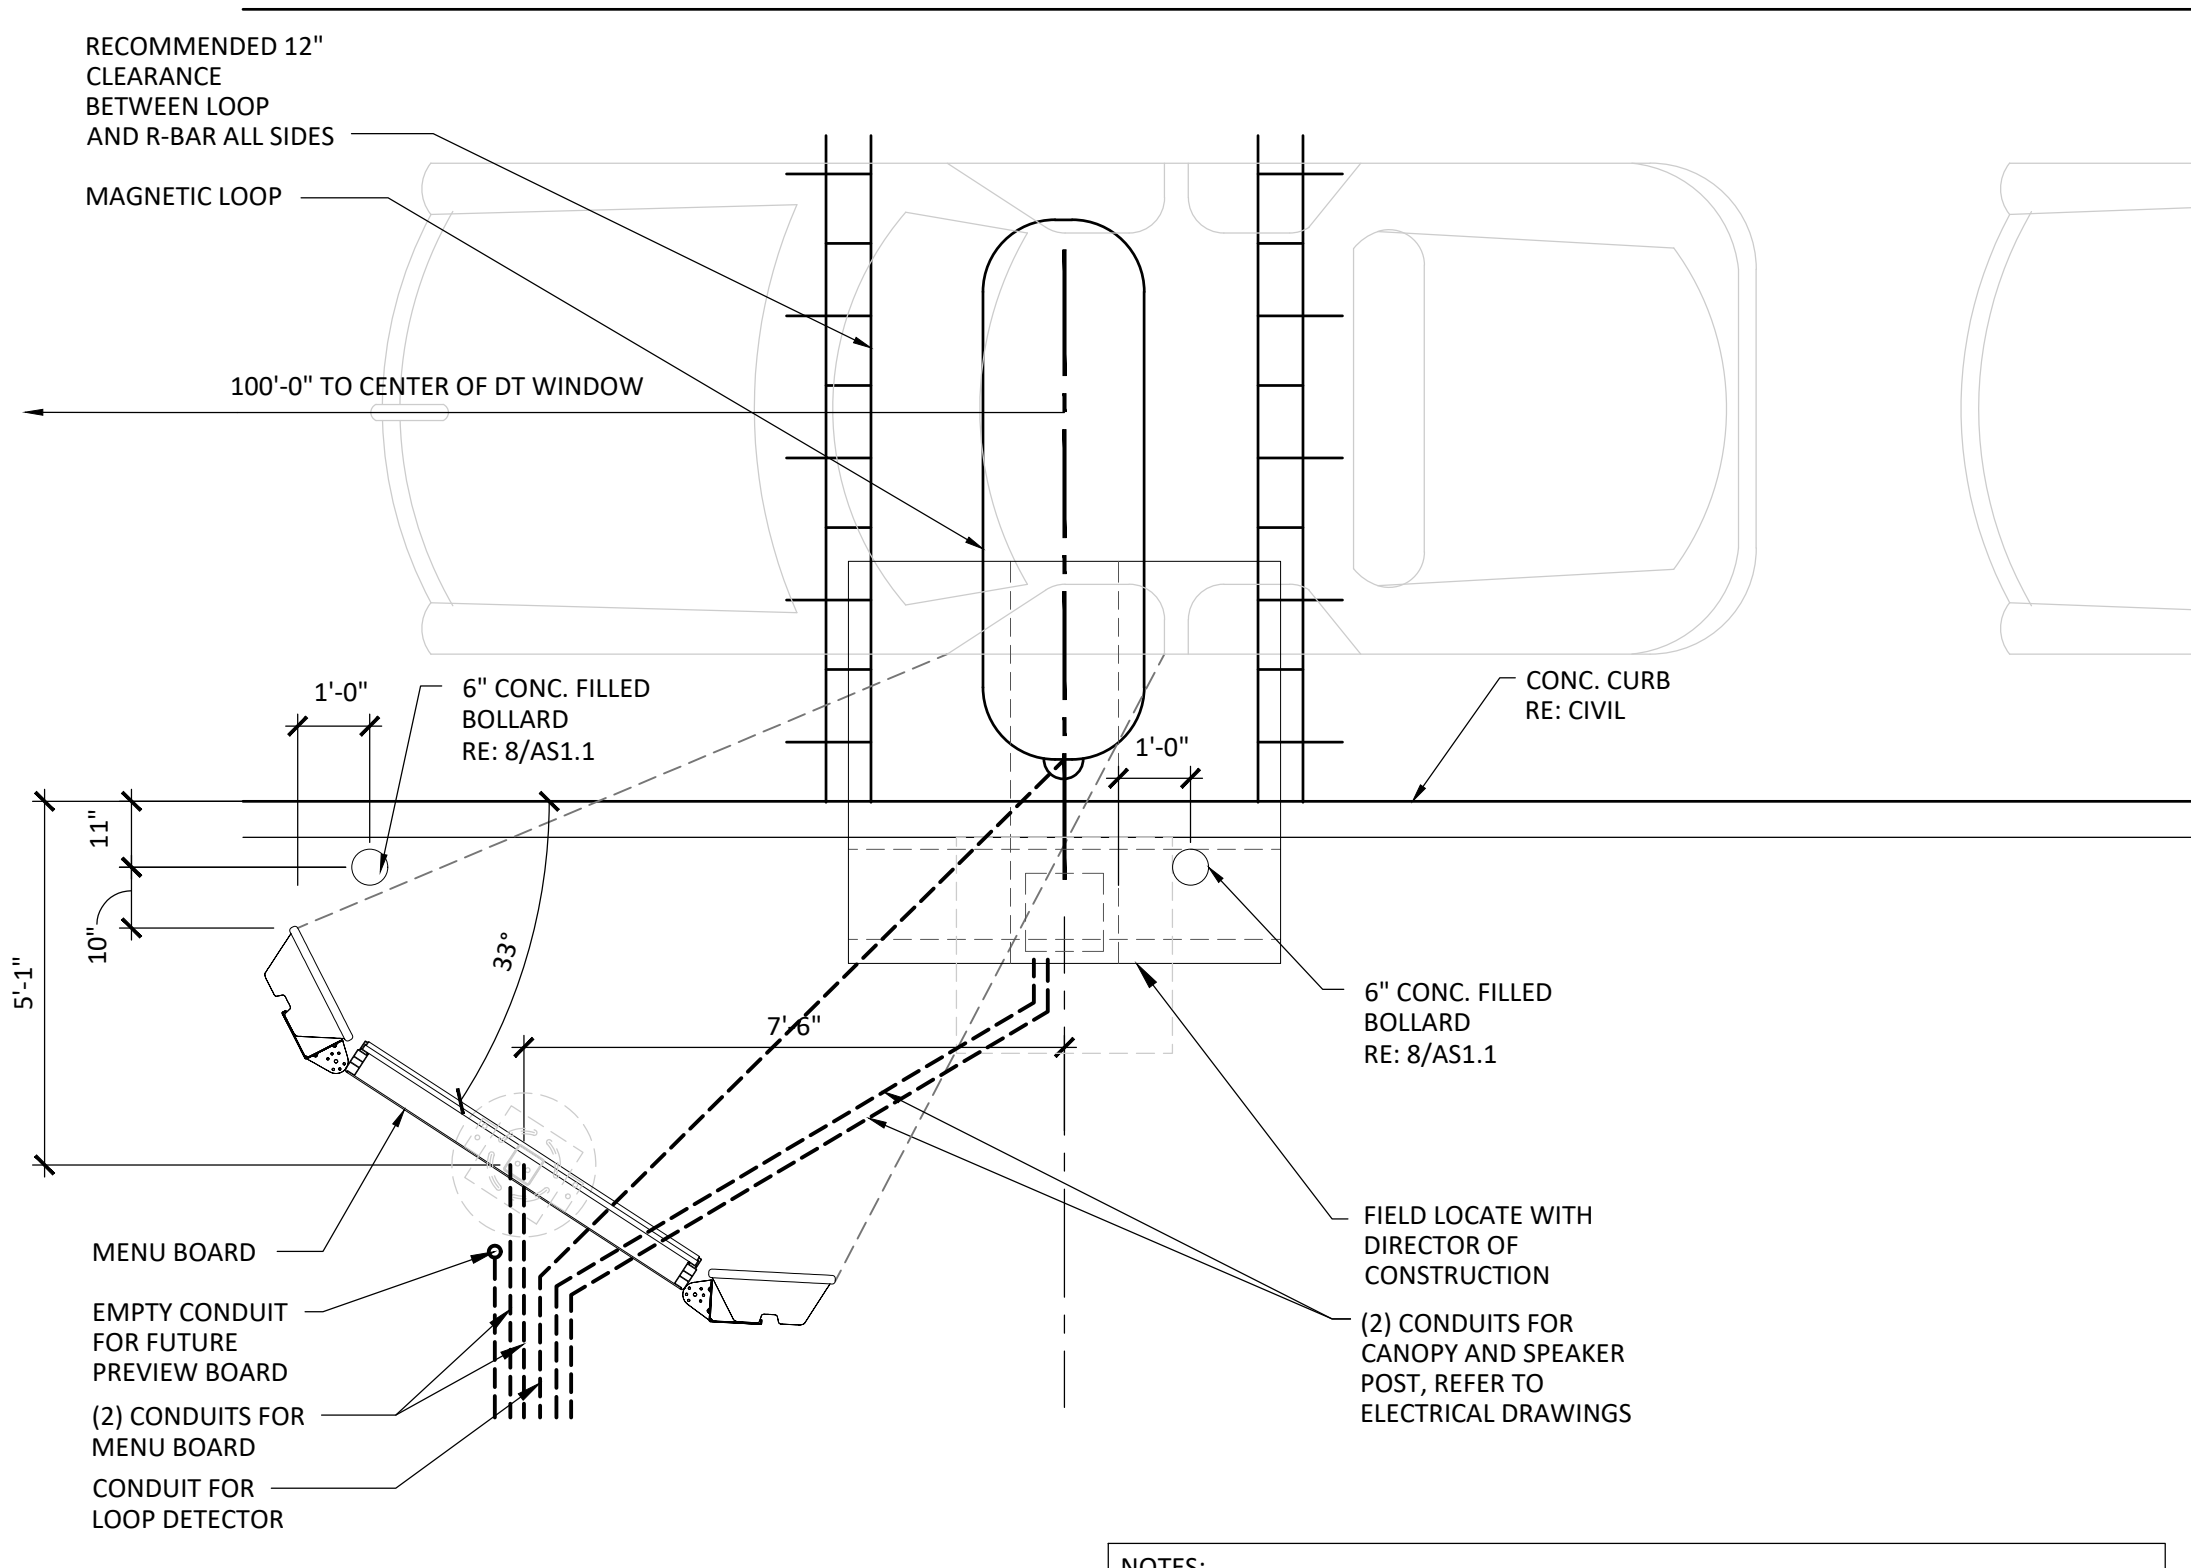 RECOMMENDED 12"
CLEARANCE
BETWEEN LOOP
AND R-BAR ALL SIDES
MAGNETIC LOOP
100'-0" TO CENTER OF DT WINDOW
1'-0"
6" CONC. FILLED
BOLLARD
RE: 8/AS1.1
CONC. CURB
RE: CIVIL
1'-0"
11"
10"
5'-1"
33°
7'-6"
6" CONC. FILLED
BOLLARD
RE: 8/AS1.1
FIELD LOCATE WITH
DIRECTOR OF
CONSTRUCTION
(2) CONDUITS FOR
CANOPY AND SPEAKER
POST, REFER TO
ELECTRICAL DRAWINGS
MENU BOARD
EMPTY CONDUIT
FOR FUTURE
PREVIEW BOARD
(2) CONDUITS FOR
MENU BOARD
CONDUIT FOR
LOOP DETECTOR
NOTES: